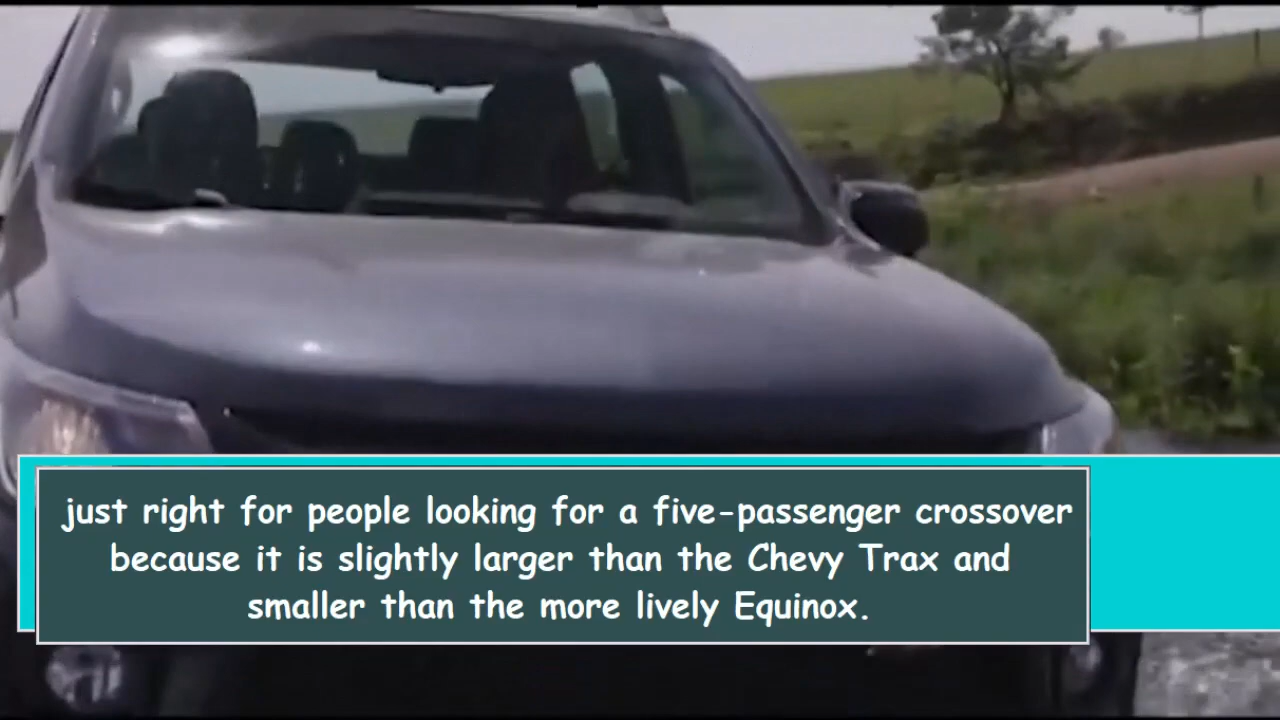 just right for people looking for a five-passenger crossover
because it is slightly larger than the Chevy Trax and
smaller than the more lively Equinox.